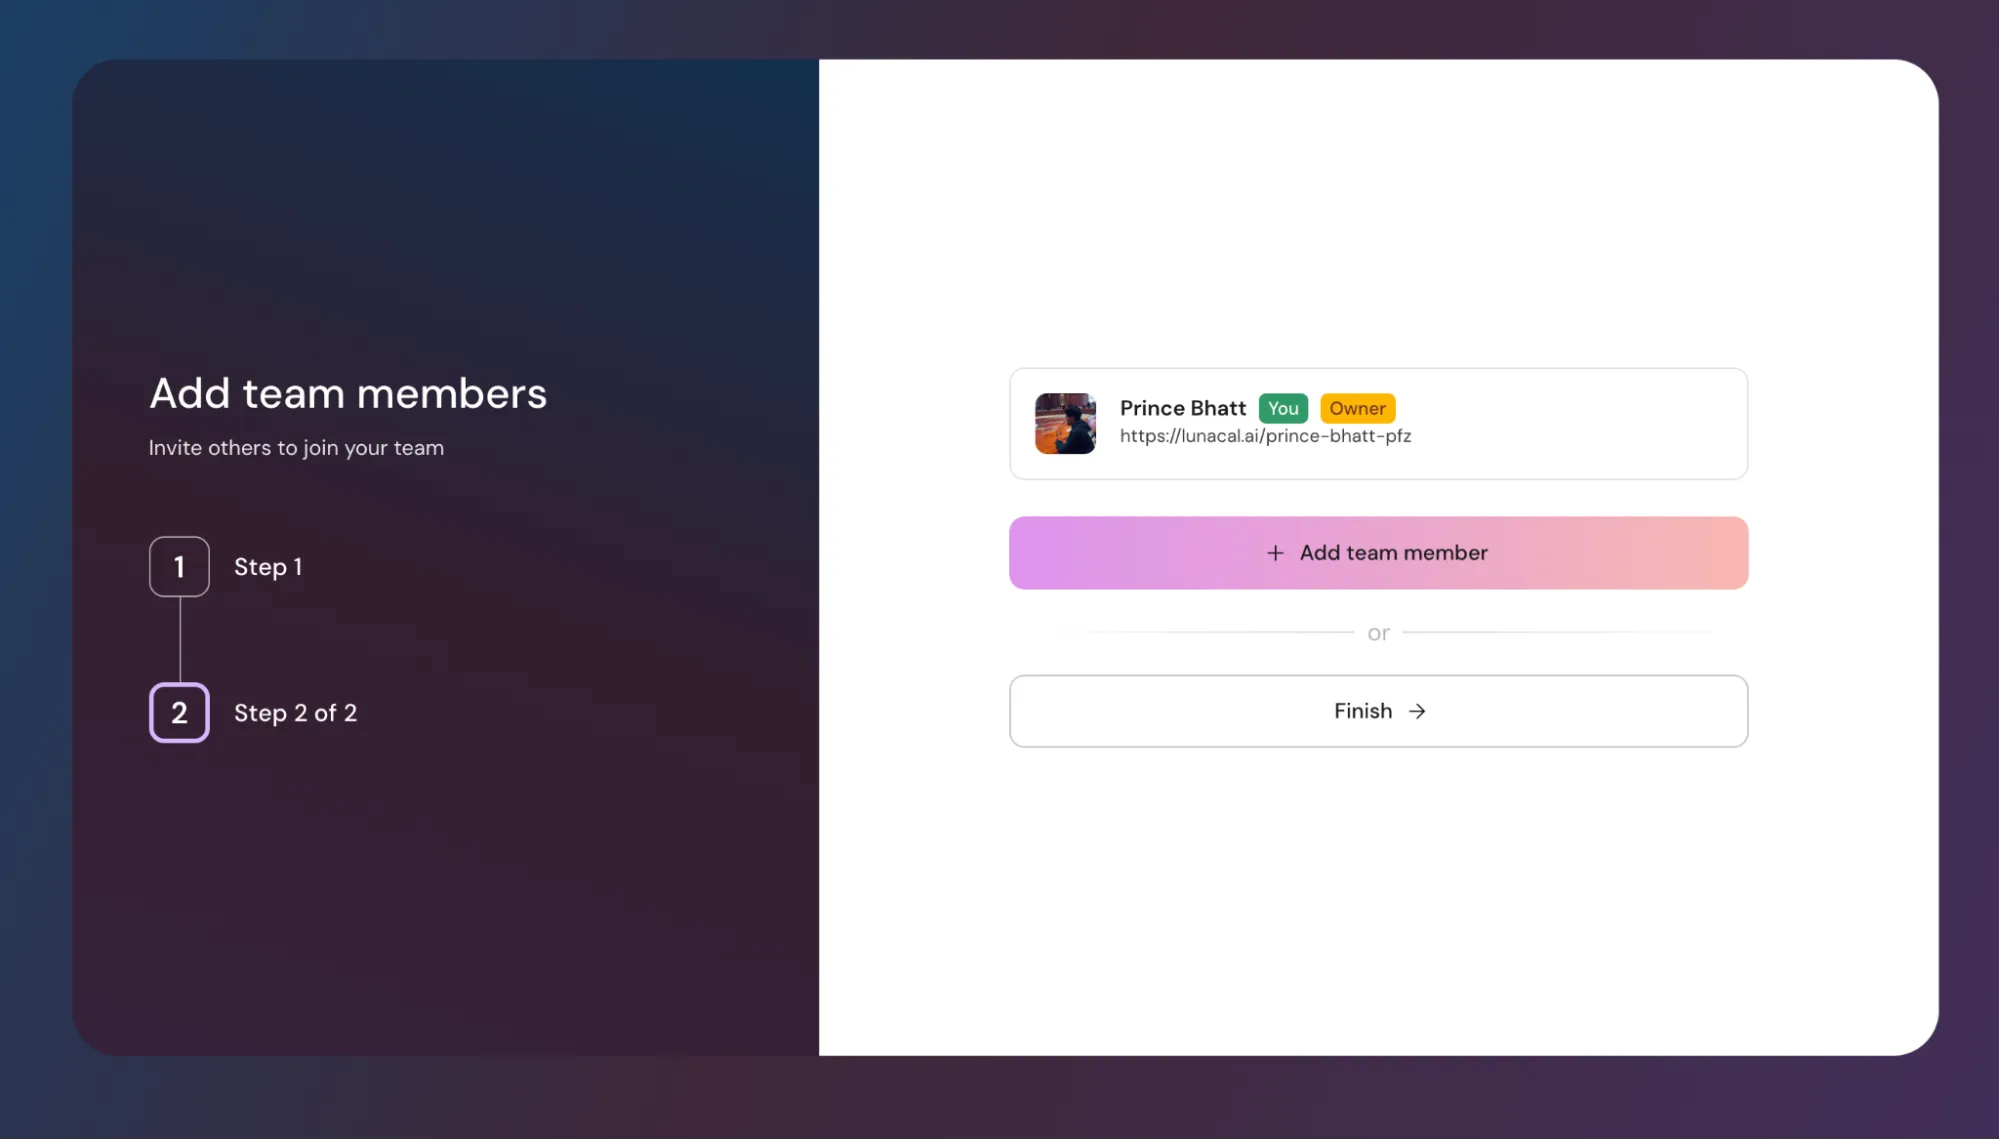 Add team members
Invite others to join your team
1 Step 1
2 Step 2 of 2
Prince Bhatt You Owner
https://lunacal.ai/prince-bhatt-pfz
+ Add team member
or
Finish →